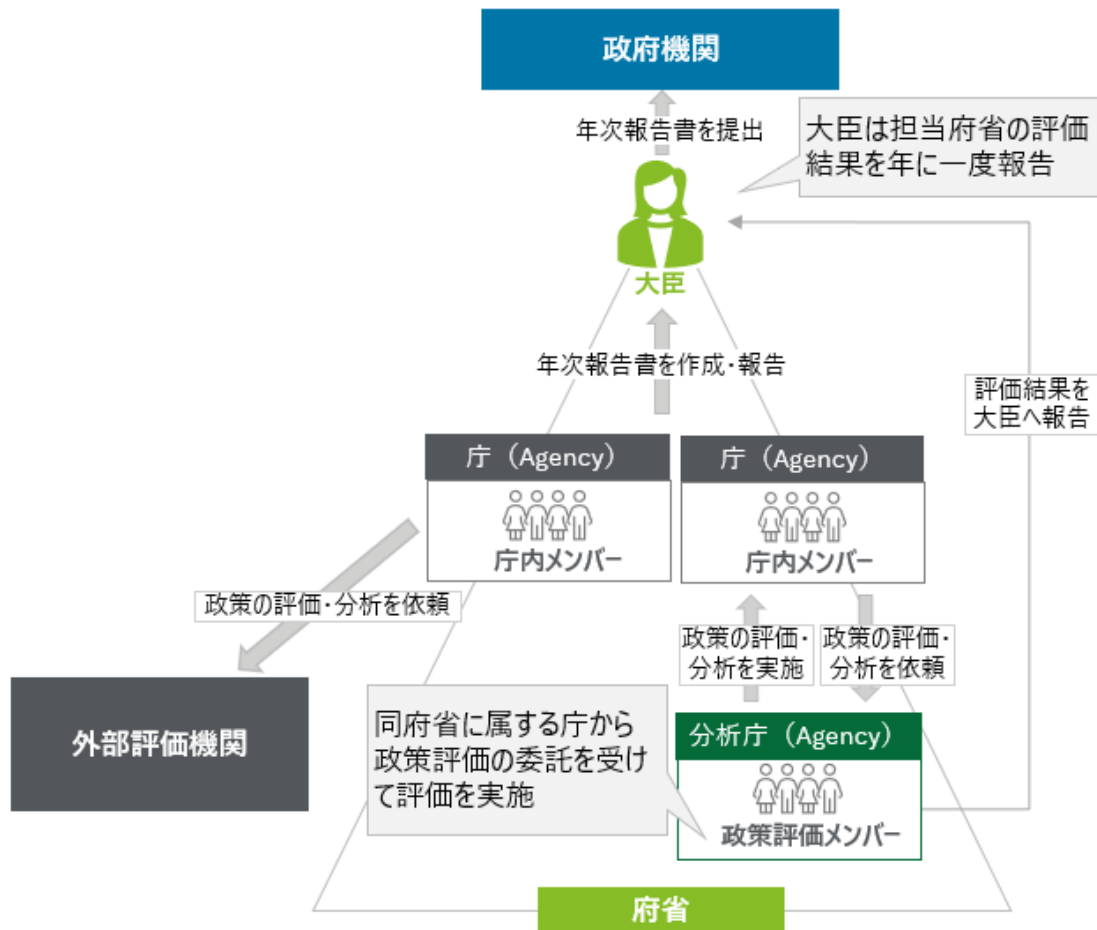 政府機関
年次報告書を提出
大臣は担当府省の評価
結果を年に一度報告
大臣
年次報告書を作成・報告
評価結果を
大臣へ報告
庁（Agency）
庁内メンバー
庁（Agency）
庁内メンバー
政策の評価・分析を依頼
政策の評価・
分析を実施
政策の評価・
分析を依頼
外部評価機関
同府省に属する庁から
政策評価の委託を受け
て評価を実施
分析庁（Agency）
政策評価メンバー
府省